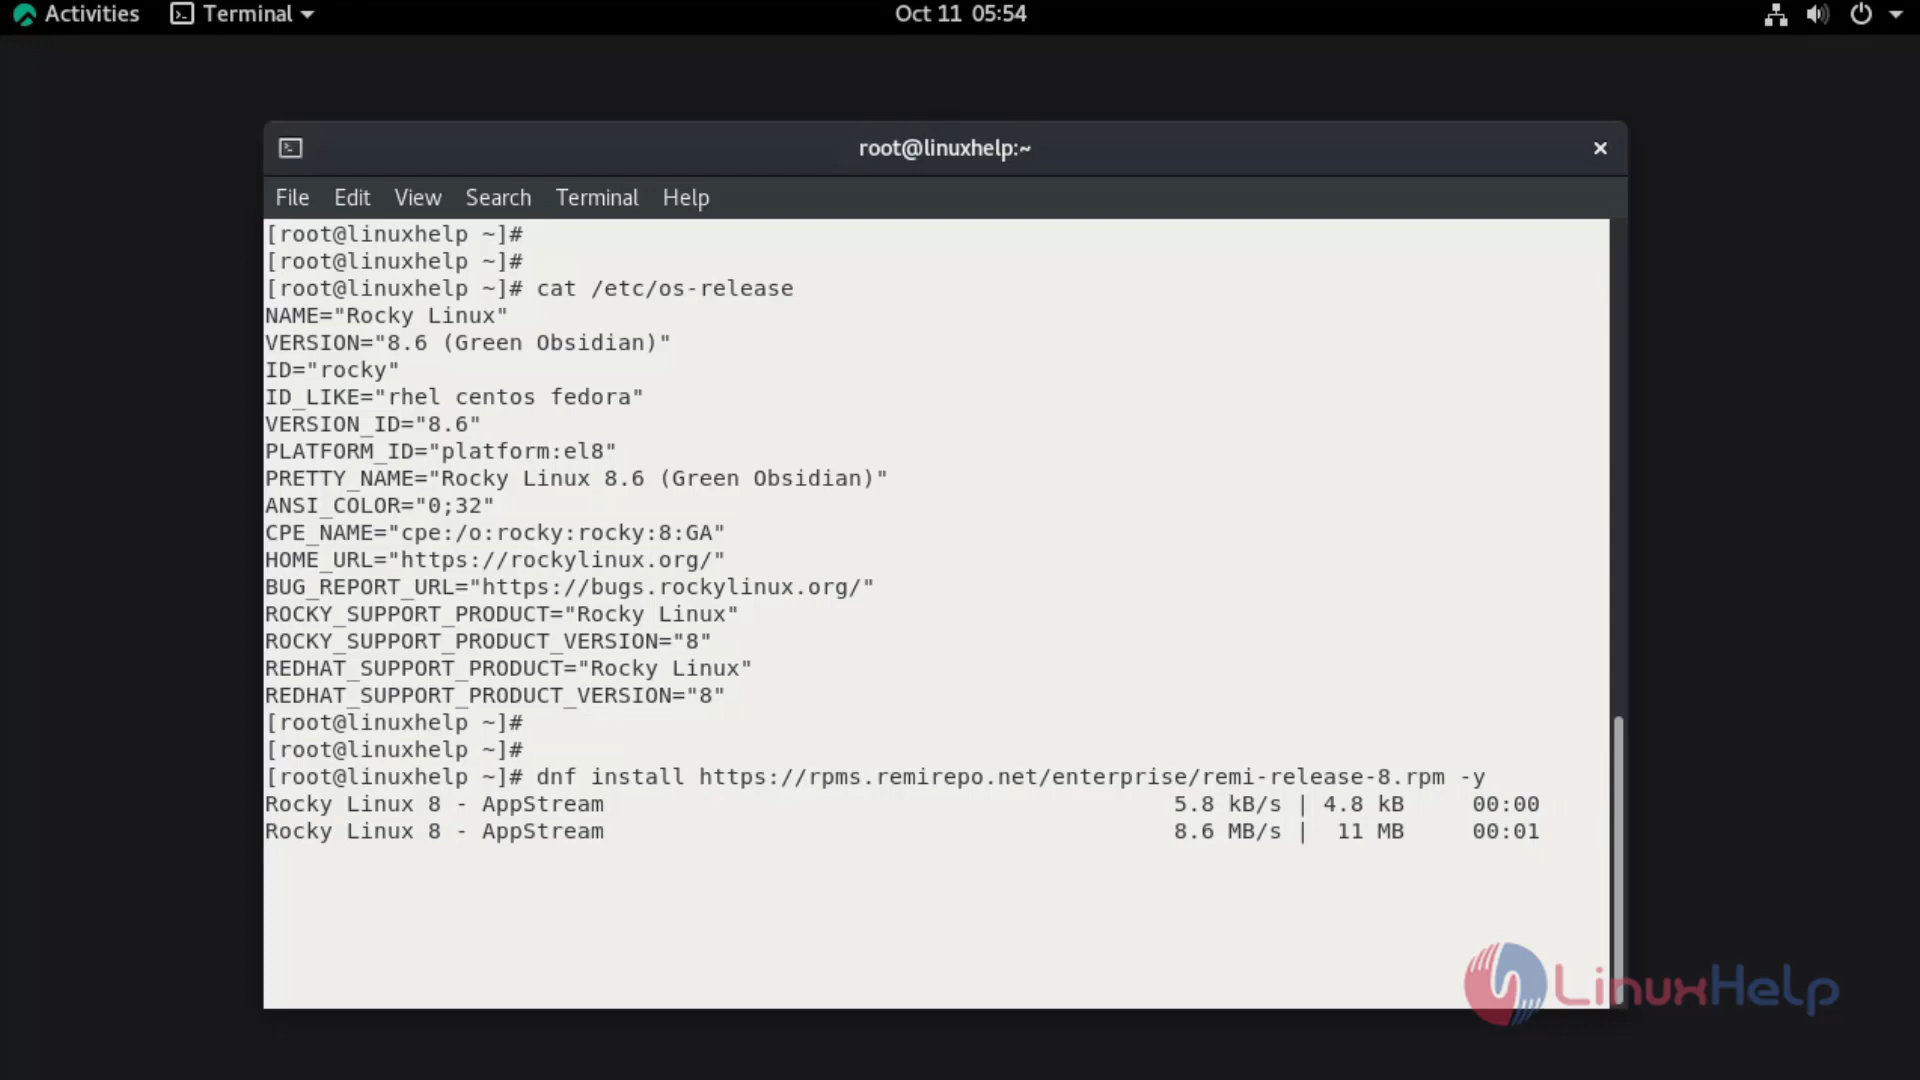 Activities Terminal Oct 11 05:54
root@linuxhelp:~
File Edit View Search Terminal Help
[root@linuxhelp ~]#
[root@linuxhelp ~]#
[root@linuxhelp ~]# cat /etc/os-release
NAME="Rocky Linux"
VERSION="8.6 (Green Obsidian)"
ID="rocky"
ID_LIKE="rhel centos fedora"
VERSION_ID="8.6"
PLATFORM_ID="platform:el8"
PRETTY_NAME="Rocky Linux 8.6 (Green Obsidian)"
ANSI_COLOR="0;32"
CPE_NAME="cpe:/o:rocky:rocky:8:GA"
HOME_URL="https://rockylinux.org/"
BUG_REPORT_URL="https://bugs.rockylinux.org/"
ROCKY_SUPPORT_PRODUCT="Rocky Linux"
ROCKY_SUPPORT_PRODUCT_VERSION="8"
REDHAT_SUPPORT_PRODUCT="Rocky Linux"
REDHAT_SUPPORT_PRODUCT_VERSION="8"
[root@linuxhelp ~]#
[root@linuxhelp ~]#
[root@linuxhelp ~]# dnf install https://rpms.remirepo.net/enterprise/remi-release-8.rpm -y
Rocky Linux 8 - AppStream 5.8 kB/s | 4.8 kB 00:00
Rocky Linux 8 - AppStream 8.6 MB/s | 11 MB 00:01
LinuxHelp